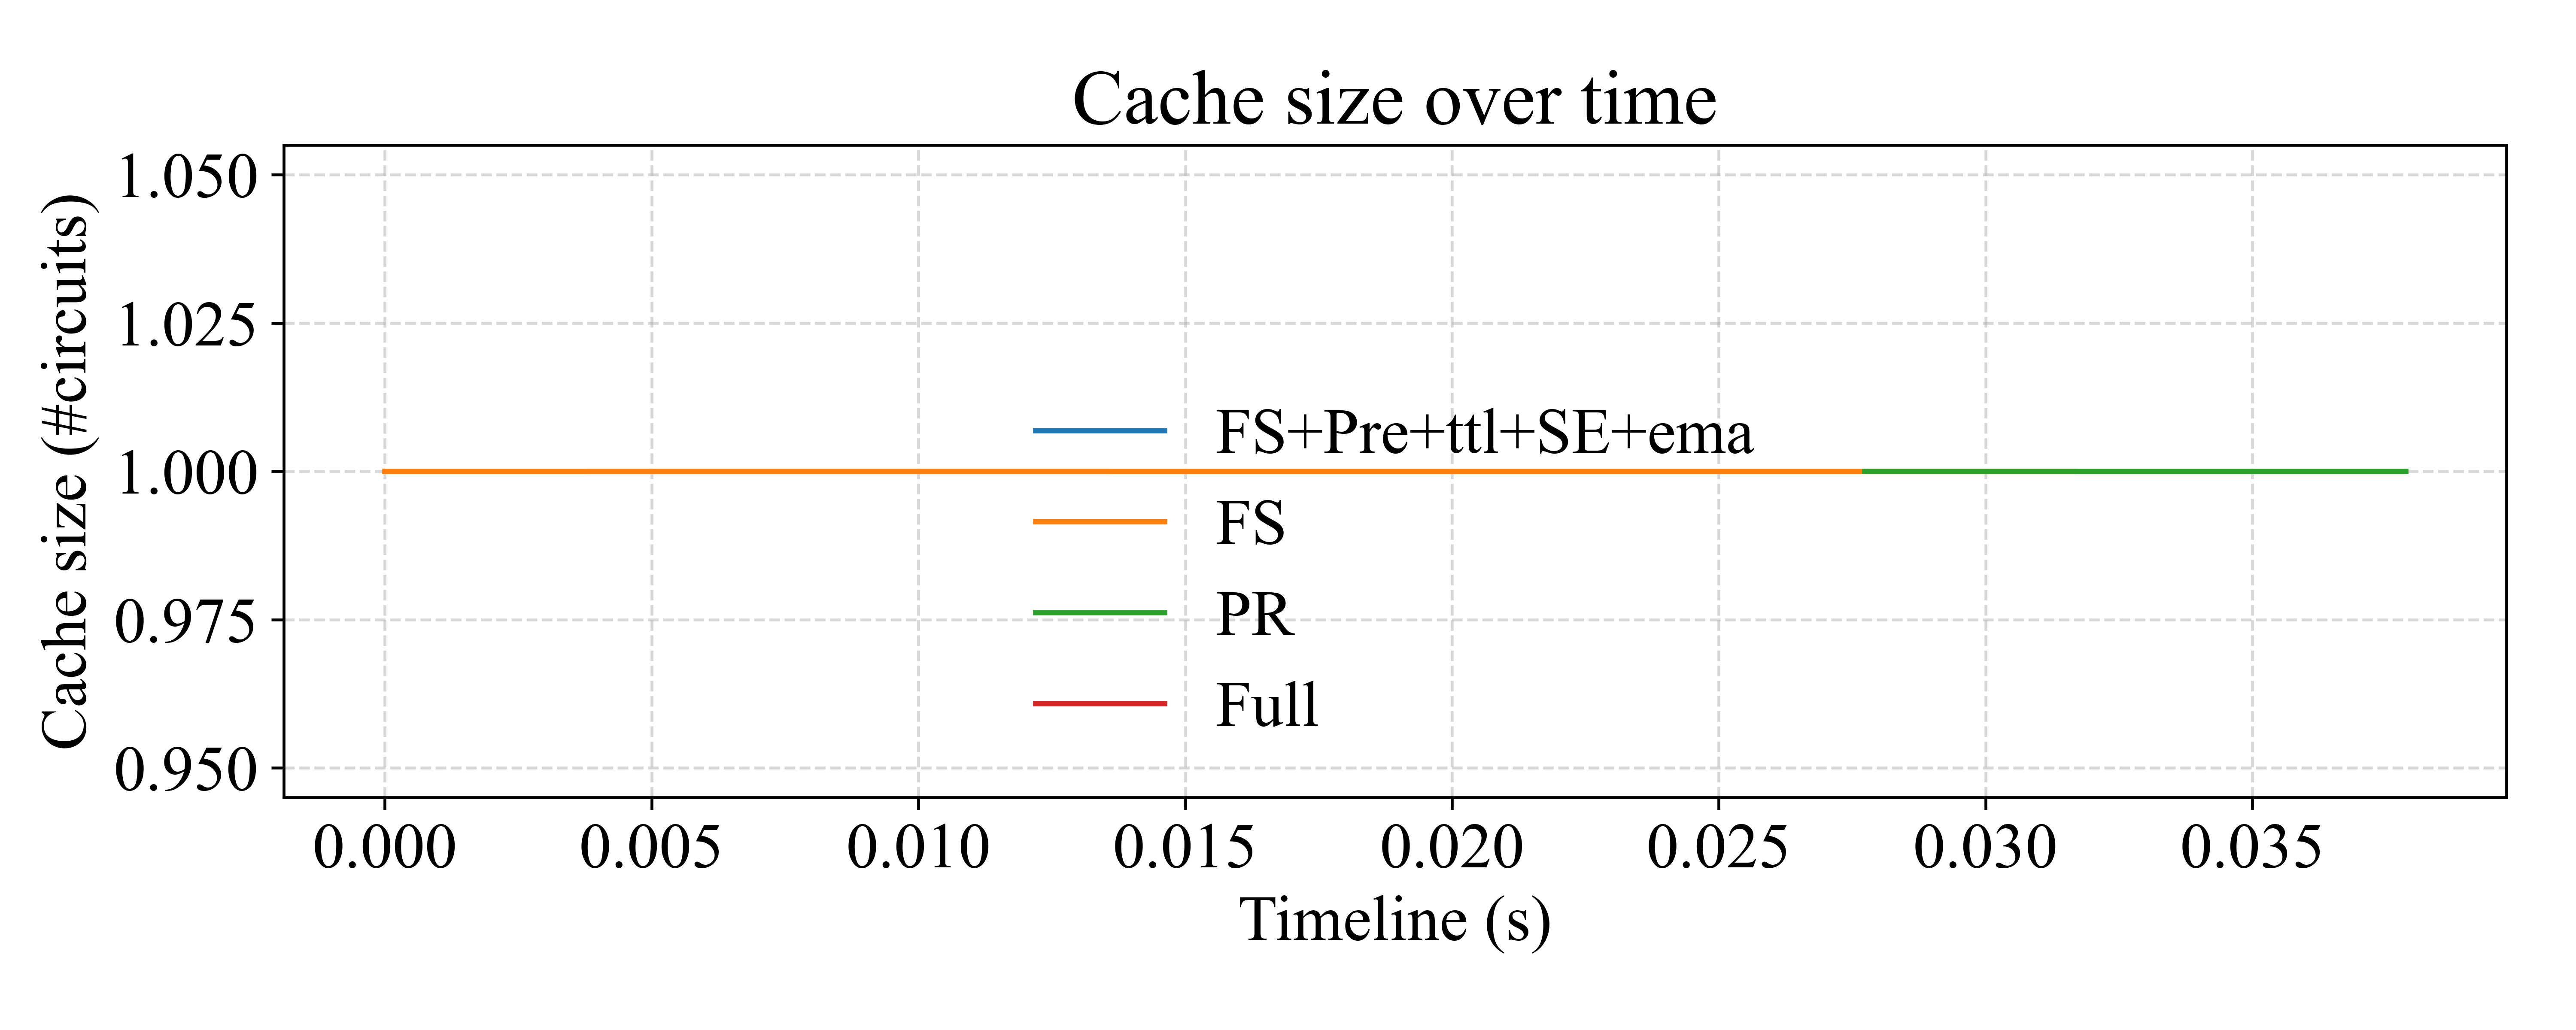 Cache size over time
Cache size (#circuits)
1.050
1.025
1.000
0.975
0.950
FS+Pre+ttl+SE+ema
FS
PR
Full
0.000 0.005 0.010 0.015 0.020 0.025 0.030 0.035
Timeline (s)